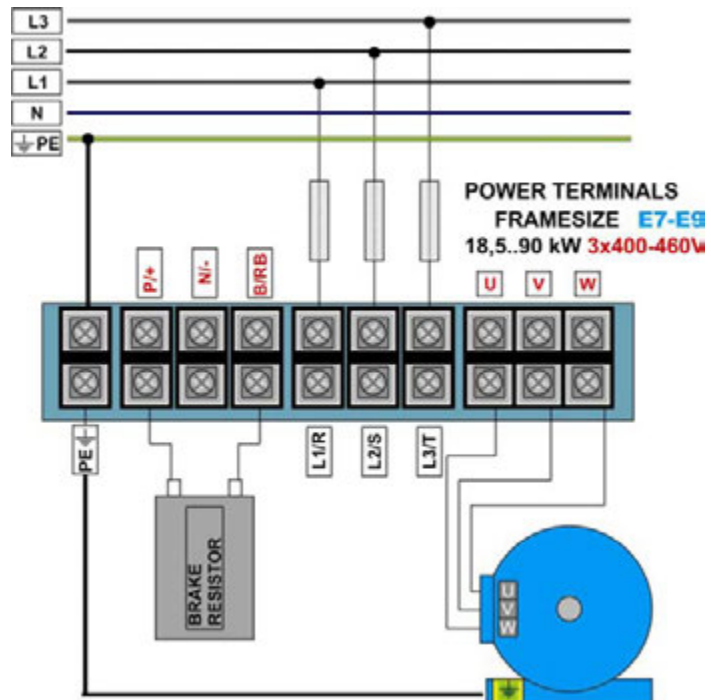 L3
L2
L1
N
PE
POWER TERMINALS
FRAMESIZE E7-E9
18,5..90 kW 3x400-460V
P/+
N/-
B/RB
U
V
W
PE
L1/R
L2/S
L3/T
BRAKE
RESISTOR
U
V
W